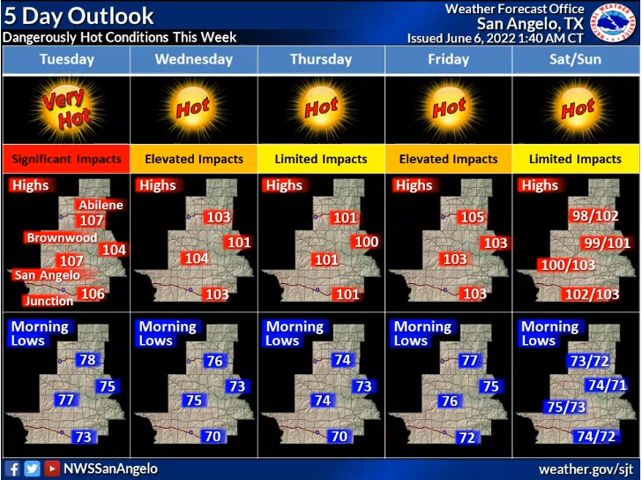 5 Day Outlook
Dangerously Hot Conditions This Week
Weather Forecast Office
San Angelo, TX
Issued June 6, 2022 1:40 AM CT
Tuesday Wednesday Thursday Friday Sat/Sun
Very Hot Hot Hot Hot Hot
Significant Impacts Elevated Impacts Limited Impacts Elevated Impacts Limited Impacts
Highs
Abilene
107
Brownwood
104
107
San Angelo
106
Junction
Highs
103
101
104
103
Highs
101
100
101
101
Highs
105
103
103
103
Highs
98/102
99/101
100/103
102/103
Morning
Lows
78
75
77
73
Morning
Lows
76
73
75
70
Morning
Lows
74
73
74
70
Morning
Lows
77
75
76
72
Morning
Lows
73/72
74/71
75/73
74/72
NWSSanAngelo
weather.gov/sjt